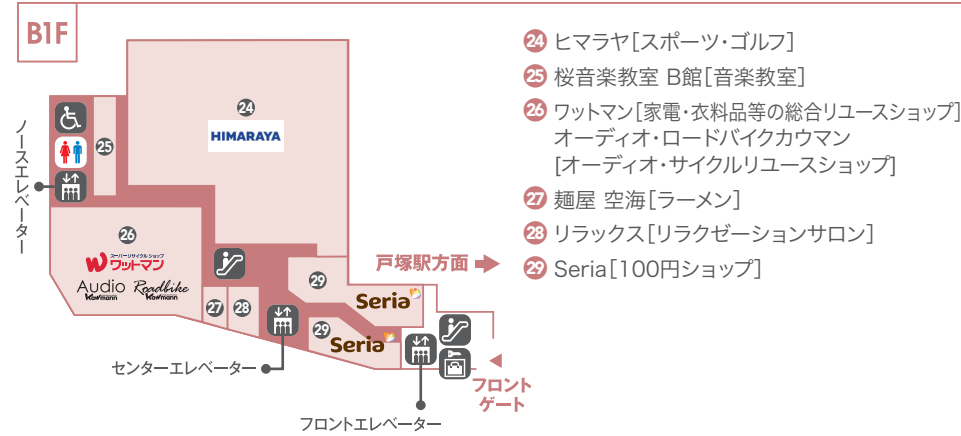 B1F
24
HIMARAYA
25
ノースエレベーター
26
スーパーリサイクルショップ
ワットマン
Audio Roadbike
Kowmann Kowmann
27
28
29
Seria
29
Seria
戸塚駅方面
センターエレベーター
フロントエレベーター
フロント
ゲート
24 ヒマラヤ[スポーツ・ゴルフ]
25 桜音楽教室 B館[音楽教室]
26 ワットマン[家電・衣料品等の総合リユースショップ]
オーディオ・ロードバイクカウマン
[オーディオ・サイクルリユースショップ]
27 麺屋 空海[ラーメン]
28 リラックス[リラクゼーションサロン]
29 Seria[100円ショップ]